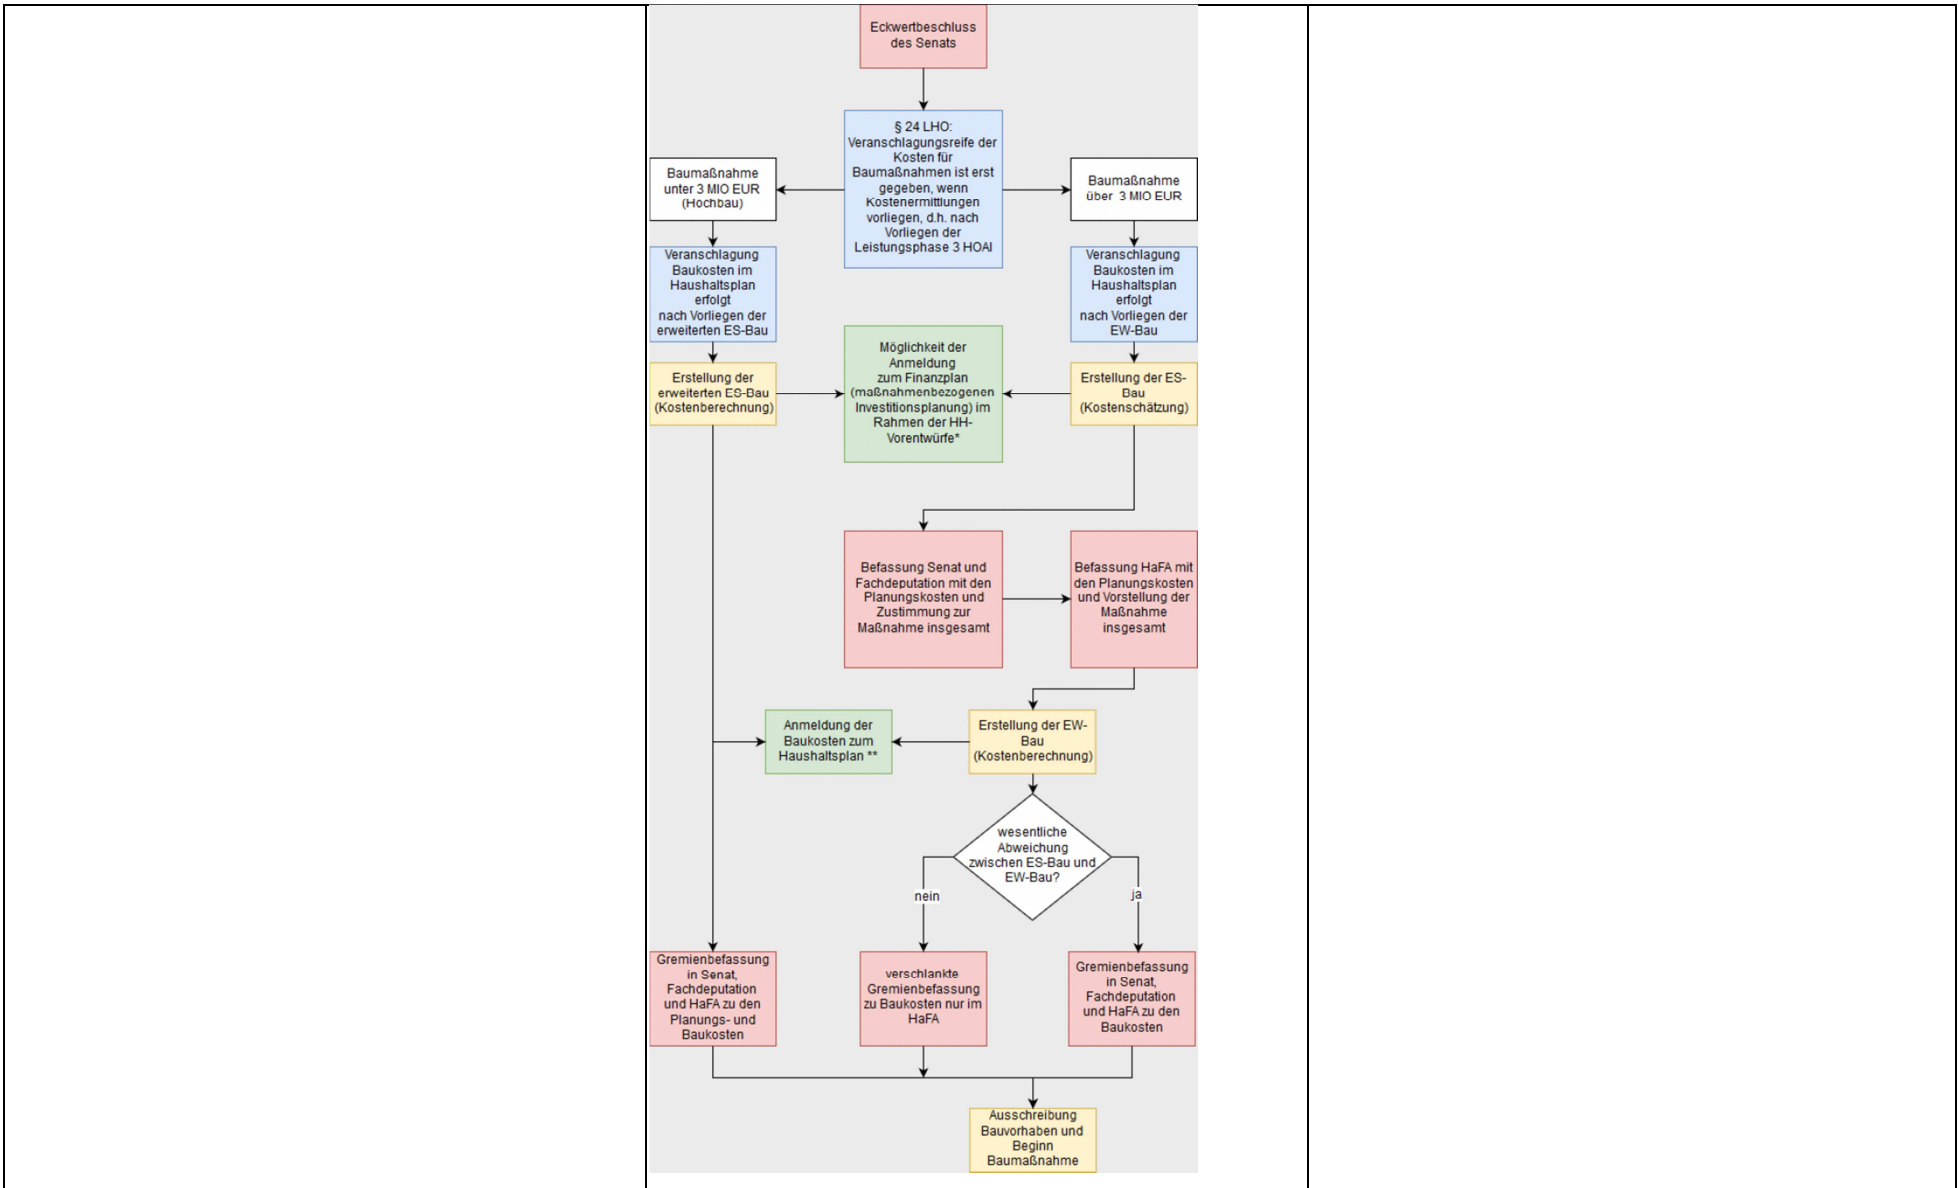 Eckwertbeschluss
des Senats
§ 24 LHO:
Veranschlagungsreife der
Kosten für
Baumaßnahmen ist erst
gegeben, wenn
Kostenermittlungen
vorliegen, d.h. nach
Vorliegen der
Leistungsphase 3 HOAI
Baumaßnahme
unter 3 MIO EUR
(Hochbau)
Baumaßnahme
über 3 MIO EUR
Veranschlagung
Baukosten im
Haushaltsplan
erfolgt
nach Vorliegen der
erweiterten ES-Bau
Veranschlagung
Baukosten im
Haushaltsplan
erfolgt
nach Vorliegen der
EW-Bau
Erstellung der
erweiterten ES-Bau
(Kostenberechnung)
Möglichkeit der
Anmeldung
zum Finanzplan
(maßnahmenbezogenen
Investitionsplanung) im
Rahmen der HH-
Vorentwürfe*
Erstellung der ES-
Bau
(Kostenschätzung)
Befassung Senat und
Fachdeputation mit den
Planungskosten und
Zustimmung zur
Maßnahme insgesamt
Befassung HaFA mit
den Planungskosten
und Vorstellung der
Maßnahme
insgesamt
Anmeldung der
Baukosten zum
Haushaltsplan **
Erstellung der EW-
Bau
(Kostenberechnung)
wesentliche
Abweichung
zwischen ES-Bau und
EW-Bau?
nein
ja
Gremienbefassung
in Senat,
Fachdeputation
und HaFA zu den
Planungs- und
Baukosten
verschlankte
Gremienbefassung
zu Baukosten nur im
HaFA
Gremienbefassung
in Senat,
Fachdeputation
und HaFA zu den
Baukosten
Ausschreibung
Bauvorhaben und
Beginn
Baumaßnahme